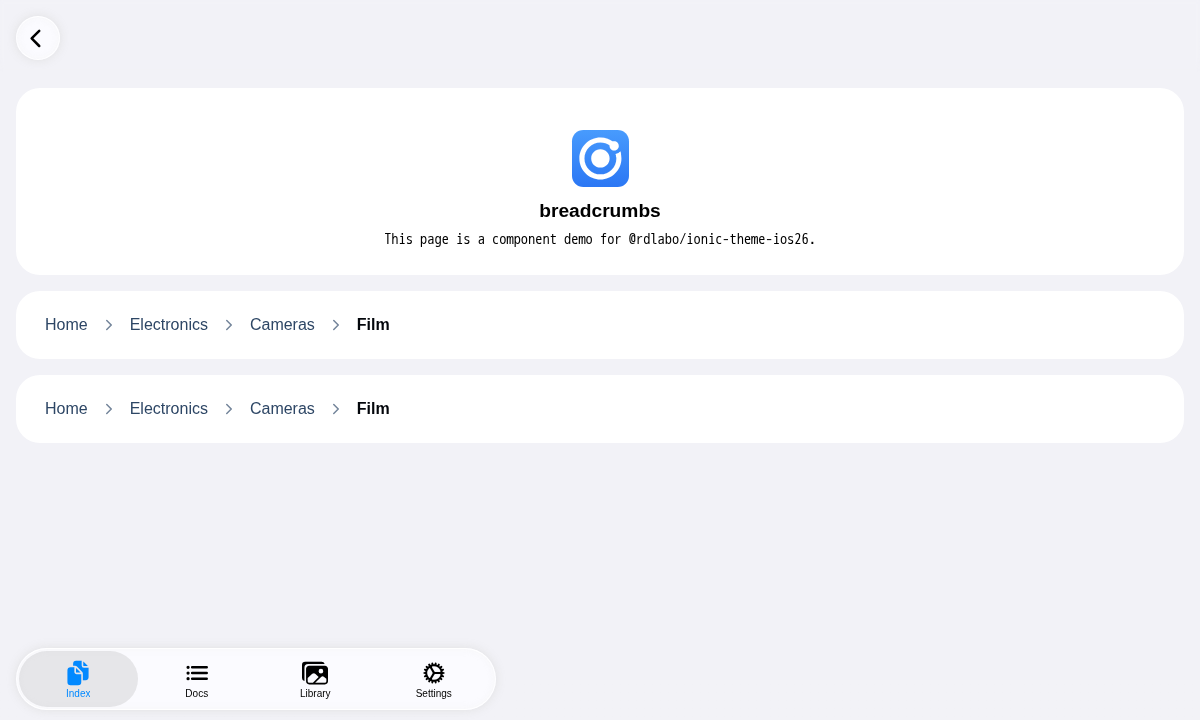 breadcrumbs
This page is a component demo for @rdlabo/ionic-theme-ios26.
Home Electronics Cameras Film
Home Electronics Cameras Film
Index Docs Library Settings